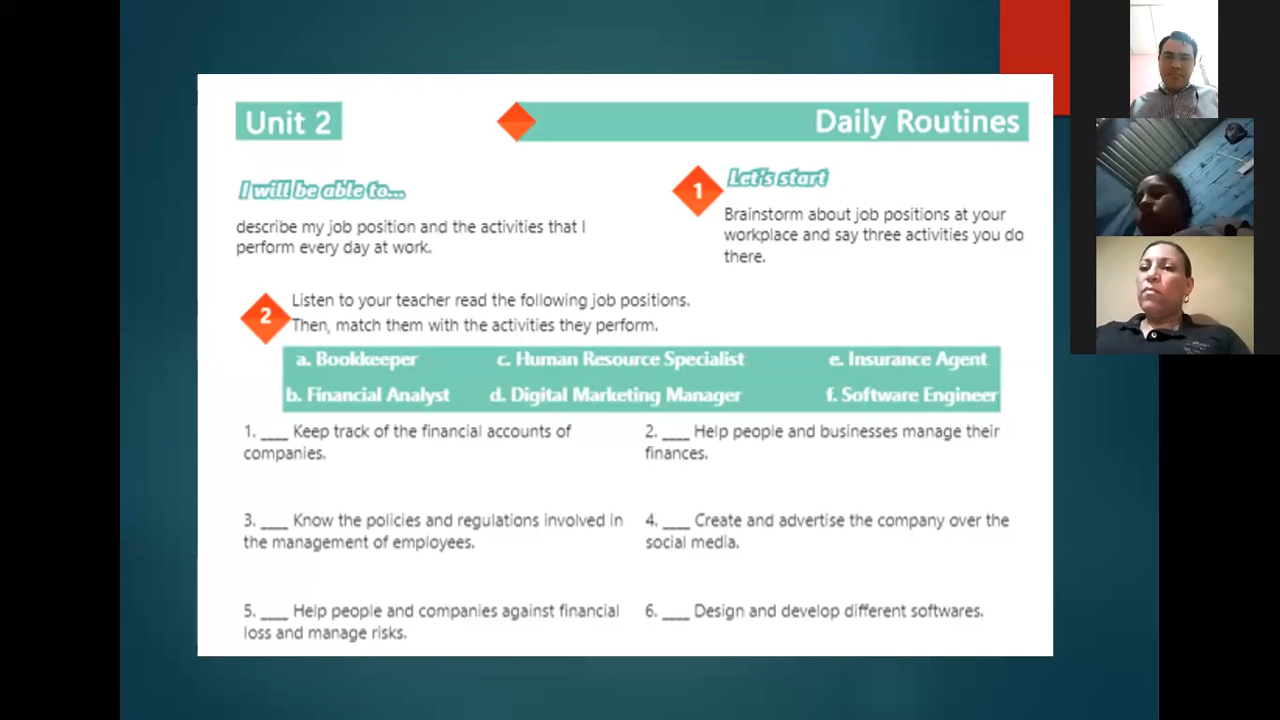 Unit 2
Daily Routines
I will be able to...
describe my job position and the activities that I
perform every day at work.
1
Let's start
Brainstorm about job positions at your
workplace and say three activities you do
there.
2
Listen to your teacher read the following job positions.
Then, match them with the activities they perform.
a. Bookkeeper
c. Human Resource Specialist
e. Insurance Agent
b. Financial Analyst
d. Digital Marketing Manager
f. Software Engineer
1. ____ Keep track of the financial accounts of
companies.
2. ____ Help people and businesses manage their
finances.
3. ____ Know the policies and regulations involved in
the management of employees.
4. ____ Create and advertise the company over the
social media.
5. ____ Help people and companies against financial
loss and manage risks.
6. ____ Design and develop different softwares.